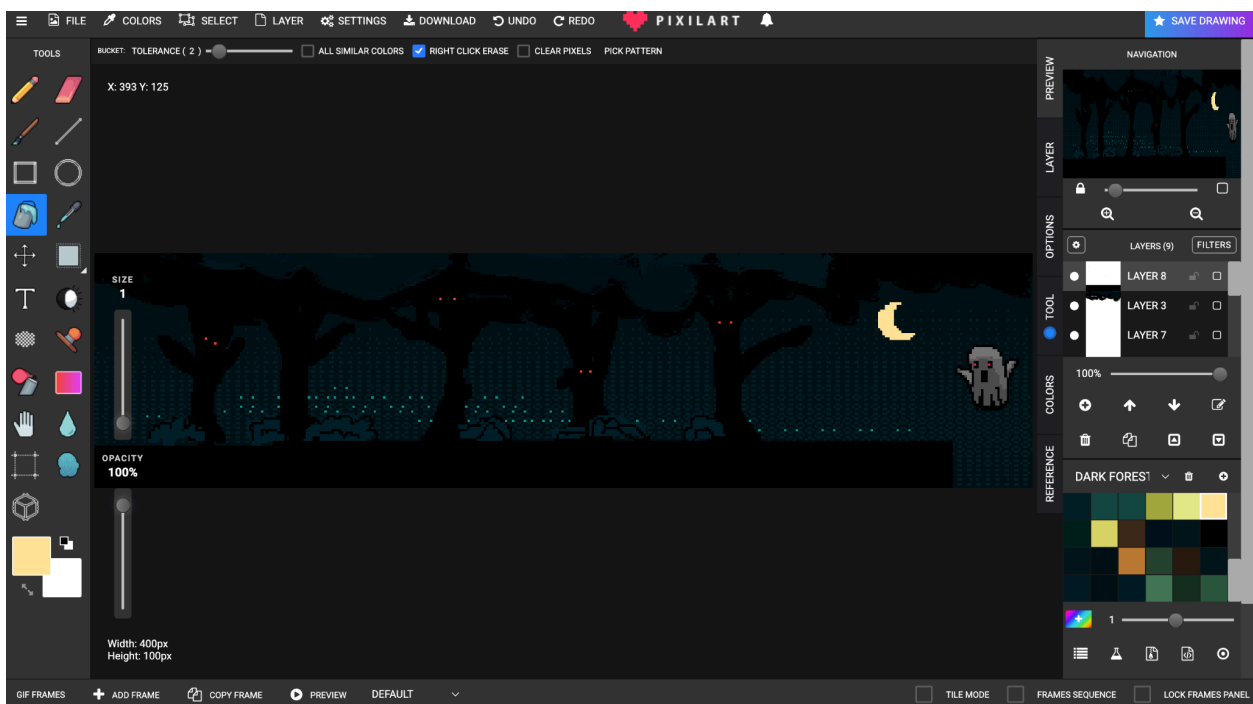 FILE COLORS SELECT LAYER SETTINGS DOWNLOAD UNDO REDO PIXILART SAVE DRAWING
TOOLS
BUCKET: TOLERANCE ( 2 ) ALL SIMILAR COLORS RIGHT CLICK ERASE CLEAR PIXELS PICK PATTERN
X: 393 Y: 125
SIZE
1
OPACITY
100%
Width: 400px
Height: 100px
PREVIEW
LAYER
OPTIONS
TOOL
COLORS
REFERENCE
NAVIGATION
LAYERS (9) FILTERS
LAYER 8
LAYER 3
LAYER 7
100%
DARK FOREST
1
GIF FRAMES ADD FRAME COPY FRAME PREVIEW DEFAULT TILE MODE FRAMES SEQUENCE LOCK FRAMES PANEL